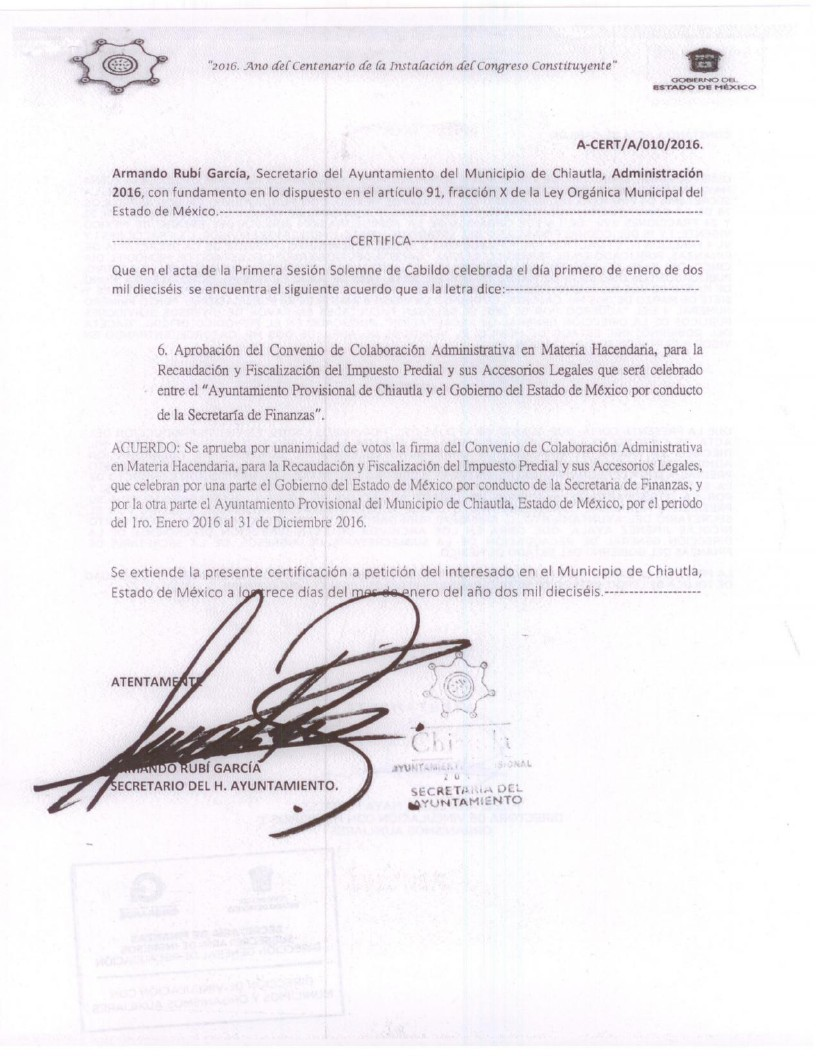 "2016. Año del Centenario de la Instalación del Congreso Constituyente"
GOBIERNO DEL
ESTADO DE MÉXICO
A-CERT/A/010/2016.
Armando Rubí García, Secretario del Ayuntamiento del Municipio de Chiautla, Administración
2016, con fundamento en lo dispuesto en el artículo 91, fracción X de la Ley Orgánica Municipal del
Estado de México.------------------------------------------------------------
------------------------------CERTIFICA------------------------------
Que en el acta de la Primera Sesión Solemne de Cabildo celebrada el día primero de enero de dos
mil dieciséis se encuentra el siguiente acuerdo que a la letra dice:------------------------------
6. Aprobación del Convenio de Colaboración Administrativa en Materia Hacendaria, para la
Recaudación y Fiscalización del Impuesto Predial y sus Accesorios Legales que será celebrado
entre el "Ayuntamiento Provisional de Chiautla y el Gobierno del Estado de México por conducto
de la Secretaría de Finanzas".
ACUERDO: Se aprueba por unanimidad de votos la firma del Convenio de Colaboración Administrativa
en Materia Hacendaria, para la Recaudación y Fiscalización del Impuesto Predial y sus Accesorios Legales,
que celebran por una parte el Gobierno del Estado de México por conducto de la Secretaria de Finanzas, y
por la otra parte el Ayuntamiento Provisional del Municipio de Chiautla, Estado de México, por el periodo
del 1ro. Enero 2016 al 31 de Diciembre 2016.
Se extiende la presente certificación a petición del interesado en el Municipio de Chiautla,
Estado de México a los trece días del mes de enero del año dos mil dieciséis.--------------------
ATENTAMENTE
ARMANDO RUBÍ GARCÍA
SECRETARIO DEL H. AYUNTAMIENTO.
Chiautla
SECRETARIA DEL
AYUNTAMIENTO